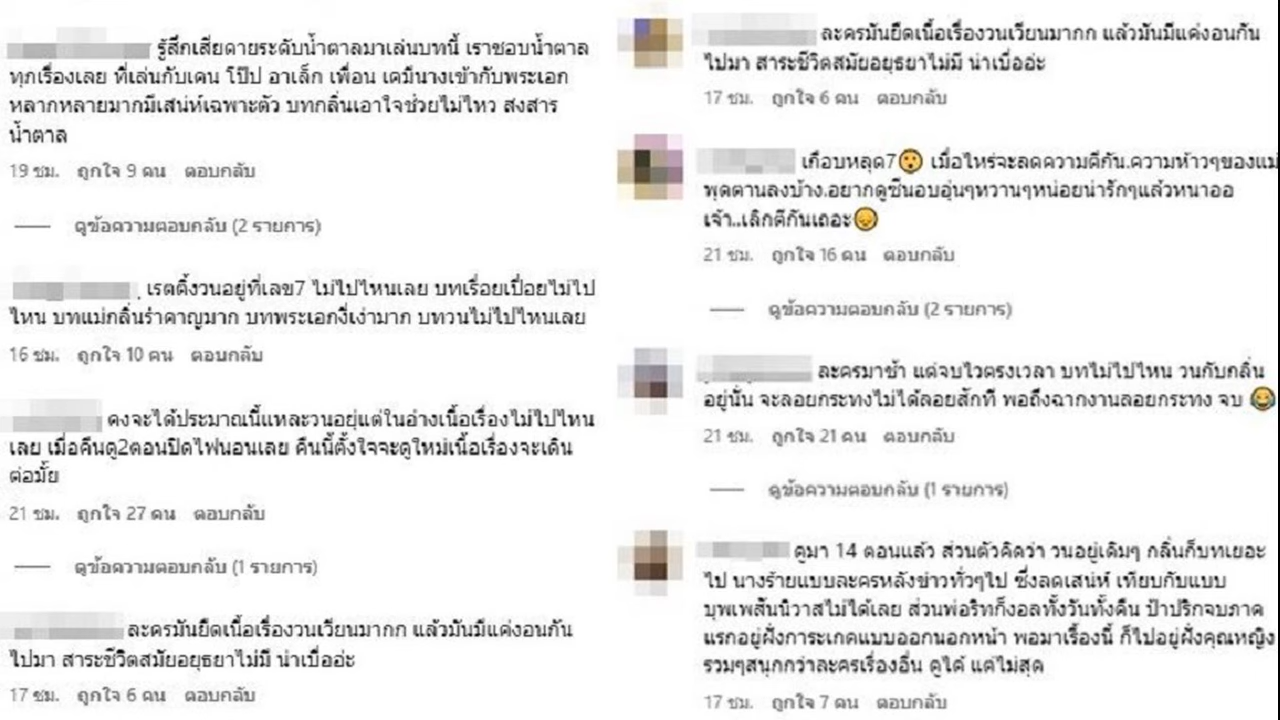 รู้สึกเสียดายระดับน้ำตาลมาเล่นบทนี้ เราชอบน้ำตาล
ทุกเรื่องเลย ที่เล่นกับเคน โป๊ป อาเล็ก เพื่อน เคมีนางเข้ากับพระเอก
หลากหลายมากมีเสน่ห์เฉพาะตัว บทกลิ่นเอาใจช่วยไม่ไหว สงสาร
น้ำตาล
19 ชม. ถูกใจ 9 คน ตอบกลับ
ดูข้อความตอบกลับ (2 รายการ)
เรตติ้งวนอยู่ที่เลข7 ไม่ไปไหนเลย บทเรื่อยเปื่อยไม่ไป
ไหน บทแม่กลิ่นรำคาญมาก บทพระเอกงี่เง่ามาก บทวนไม่ไปไหนเลย
16 ชม. ถูกใจ 10 คน ตอบกลับ
คงจะได้ประมาณนี้แหละวนอยู่แต่ในอ่างเนื้อเรื่องไม่ไปไหน
เลย เมื่อคืนดู2ตอนปิดไฟนอนเลย คืนนี้ตั้งใจจะดูใหม่เนื้อเรื่องจะเดิน
ต่อมั้ย
21 ชม. ถูกใจ 27 คน ตอบกลับ
ดูข้อความตอบกลับ (1 รายการ)
ละครมันยืดเนื้อเรื่องวนเวียนมากก แล้วมันมีแค่งอนกัน
ไปมา สาระชีวิตสมัยอยุธยาไม่มี น่าเบื่ออ่ะ
17 ชม. ถูกใจ 6 คน ตอบกลับ
ละครมันยืดเนื้อเรื่องวนเวียนมากก แล้วมันมีแค่งอนกัน
ไปมา สาระชีวิตสมัยอยุธยาไม่มี น่าเบื่ออ่ะ
17 ชม. ถูกใจ 6 คน ตอบกลับ
เกือบหลุด7😮 เมื่อไหร่จะลดความตีกัน.ความห้าวๆของแม่
พุดตานลงบ้าง.อยากดูซีนอบอุ่นๆหวานๆหน่อยน่ารักๆแล้วหนาออ
เจ้า..เลิกตีกันเถอะ😔
21 ชม. ถูกใจ 16 คน ตอบกลับ
ดูข้อความตอบกลับ (2 รายการ)
ละครมาช้า แต่จบไวตรงเวลา บทไม่ไปไหน วนกับกลิ่น
อยู่นั่น จะลอยกระทงไม่ได้ลอยสักที พอถึงฉากงานลอยกระทง จบ 😂
21 ชม. ถูกใจ 21 คน ตอบกลับ
ดูข้อความตอบกลับ (1 รายการ)
ดูมา 14 ตอนแล้ว ส่วนตัวคิดว่า วนอยู่เดิมๆ กลิ่นก็บทเยอะ
ไป นางร้ายแบบละครหลังข่าวทั่วๆไป ซึ่งลดเสน่ห์ เทียบกับแบบ
บุพเพสันนิวาสไม่ได้เลย ส่วนพ่อริทก็งอลทั้งวันทั้งคืน ป้าปริกจบภาค
แรกอยู่ฝั่งการะเกดแบบออกนอกหน้า พอมาเรื่องนี้ ก็ไปอยู่ฝั่งคุณหญิง
รวมๆสนุกกว่าละครเรื่องอื่น ดูได้ แต่ไม่สุด
17 ชม. ถูกใจ 7 คน ตอบกลับ